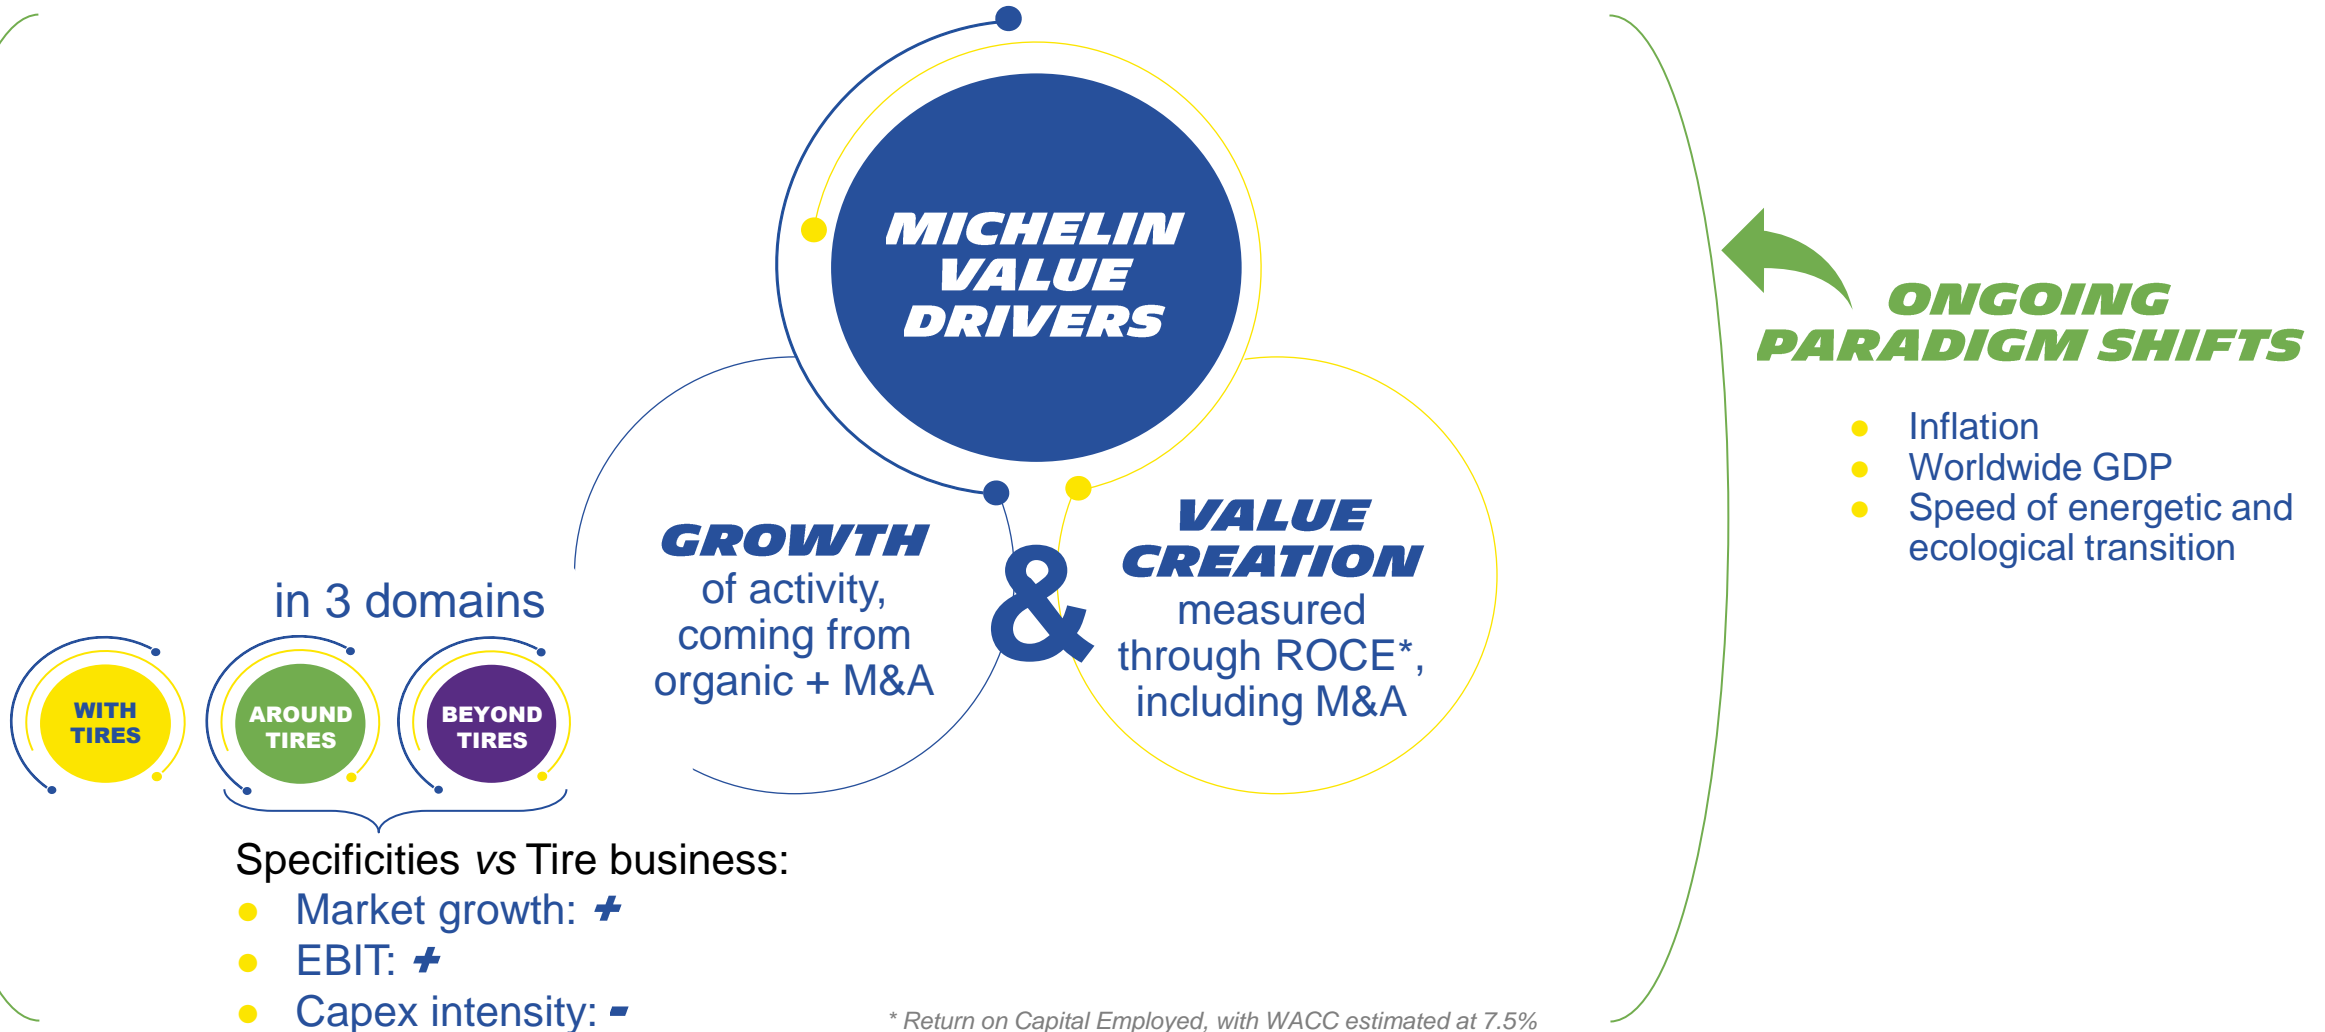 MICHELIN
VALUE
DRIVERS
GROWTH
of activity,
coming from
organic + M&A
&
VALUE
CREATION
measured
through ROCE*,
including M&A
in 3 domains
WITH
TIRES
AROUND
TIRES
BEYOND
TIRES
Specificities vs Tire business:
● Market growth: +
● EBIT: +
● Capex intensity: -
ONGOING
PARADIGM SHIFTS
● Inflation
● Worldwide GDP
● Speed of energetic and
ecological transition
* Return on Capital Employed, with WACC estimated at 7.5%